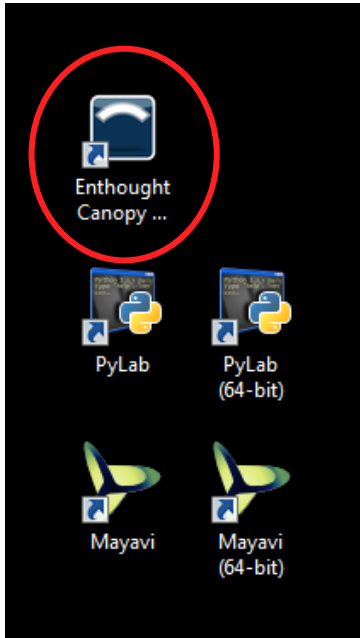 Enthought
Canopy ...
PyLab
PyLab
(64-bit)
Mayavi
Mayavi
(64-bit)